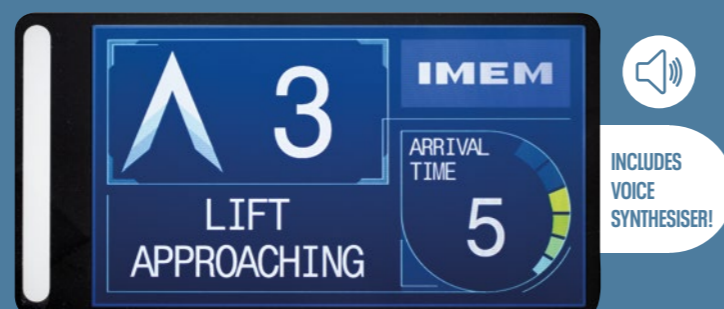 3
IMEM
ARRIVAL
TIME
5
LIFT
APPROACHING
INCLUDES
VOICE
SYNTHESISER!